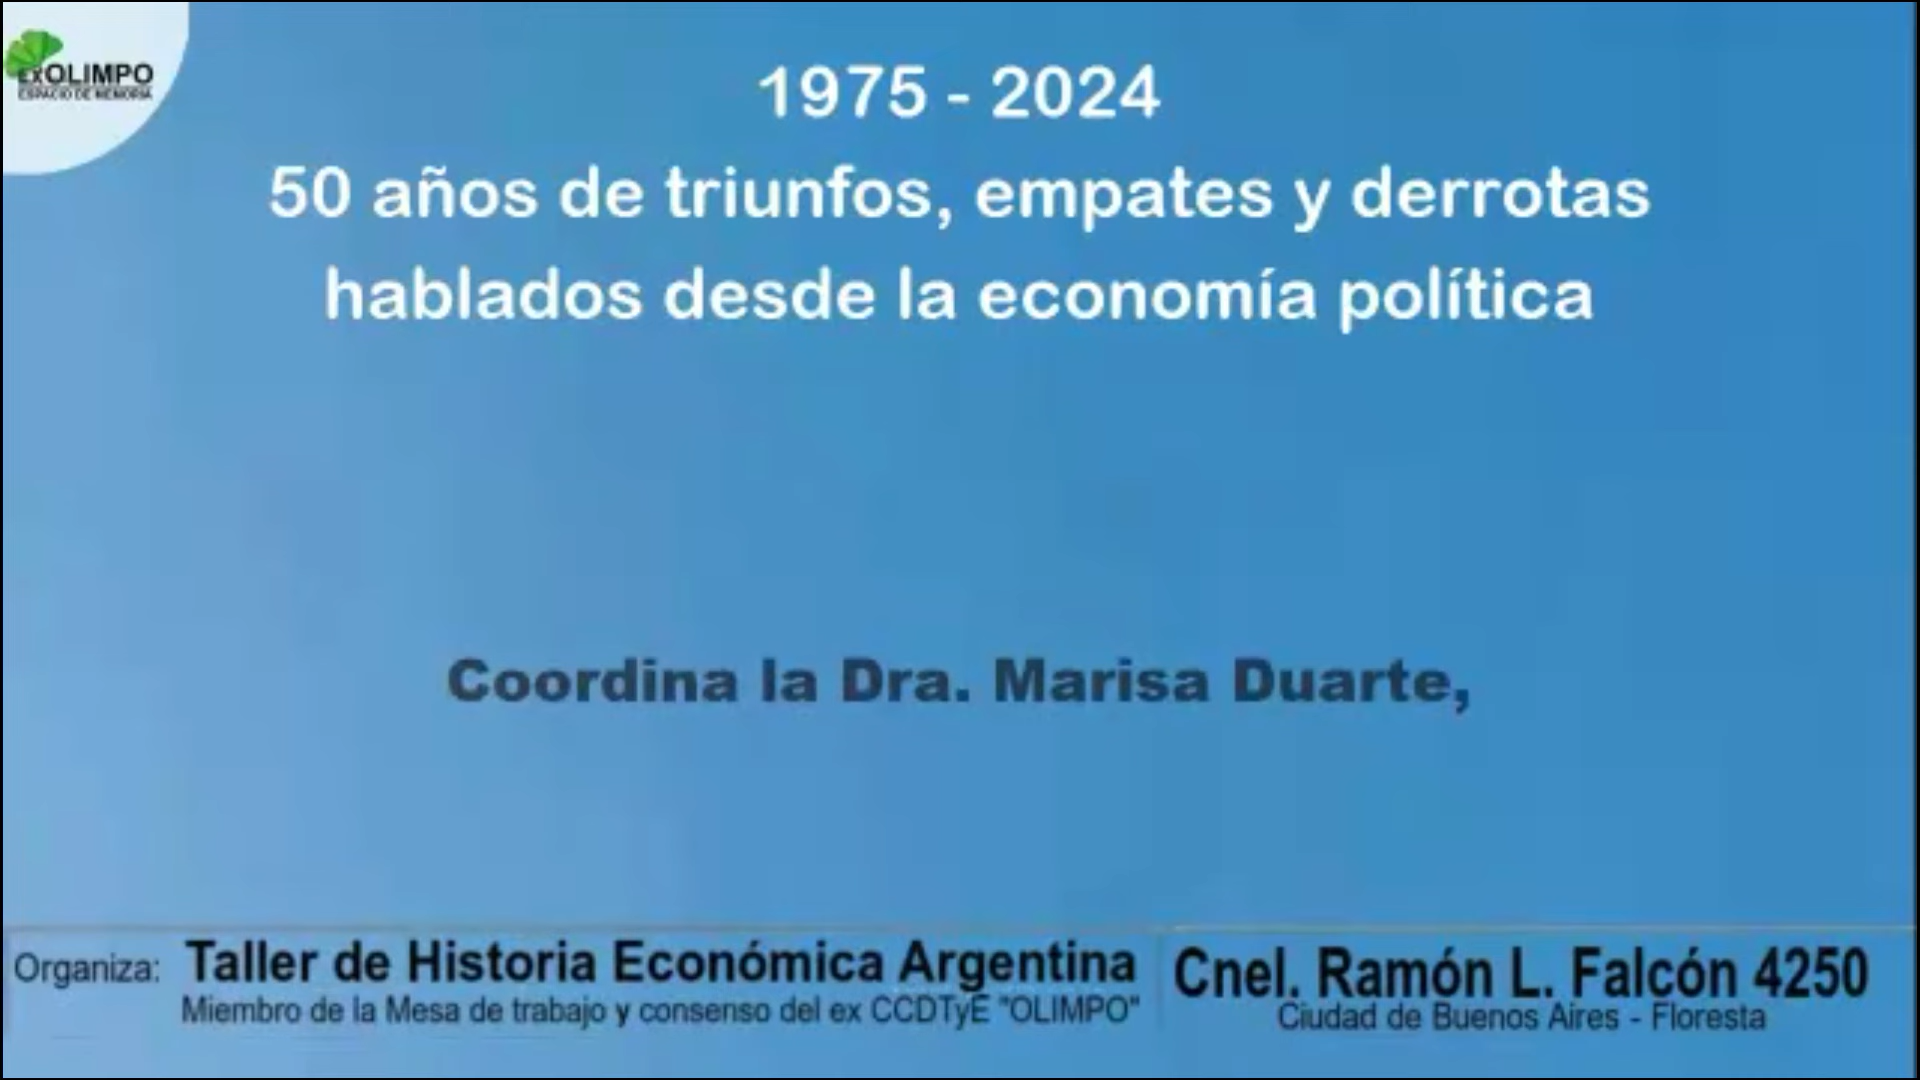 exOLIMPO
ESPACIO DE MEMORIA
1975 - 2024
50 años de triunfos, empates y derrotas
hablados desde la economía política
Coordina la Dra. Marisa Duarte,
Organiza: Taller de Historia Económica Argentina
Miembro de la Mesa de trabajo y consenso del ex CCDTyE "OLIMPO"
Cnel. Ramón L. Falcón 4250
Ciudad de Buenos Aires - Floresta